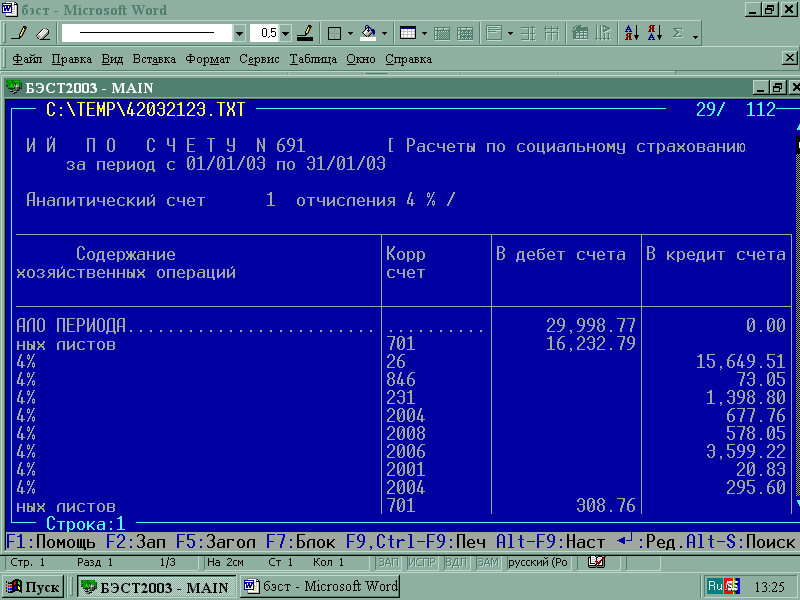 бэст - Microsoft Word
0,5
Файл Правка Вид Вставка Формат Сервис Таблица Окно Справка
БЭСТ2003 - MAIN
C:\TEMP\42032123.TXT 29/ 112
И Й П О С Ч Е Т У N 691 [ Расчеты по социальному страхованию
за период с 01/01/03 по 31/01/03
Аналитический счет 1 отчисления 4 % /
Содержание Корр В дебет счета В кредит счета
хозяйственных операций счет
АЛО ПЕРИОДА......................... .......... 29,998.77 0.00
ных листов 701 16,232.79
4% 26 15,649.51
4% 846 73.05
4% 231 1,398.80
4% 2004 677.76
4% 2008 578.05
4% 2006 3,599.22
4% 2001 20.83
4% 2004 295.60
ных листов 701 308.76
Строка:1
F1:Помощь F2:Зап F5:Загол F7:Блок F9,Ctrl-F9:Печ Alt-F9:Наст ◄┘:Ред.Alt-S:Поиск
Стр. 1 Разд 1 1/3 На 2см Ст 1 Кол 1 ЗАП ИСПР ВДЛ ЗАМ русский (Ро
Пуск БЭСТ2003 - MAIN бэст - Microsoft Word Ru 13:25